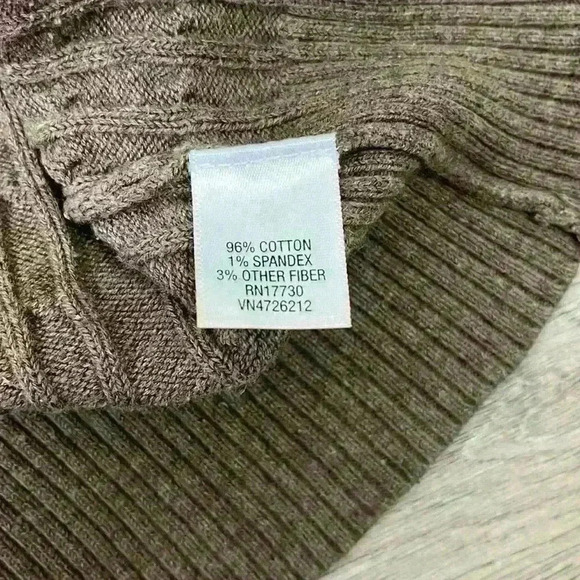 96% COTTON
1% SPANDEX
3% OTHER FIBER
RN17730
VN4726212